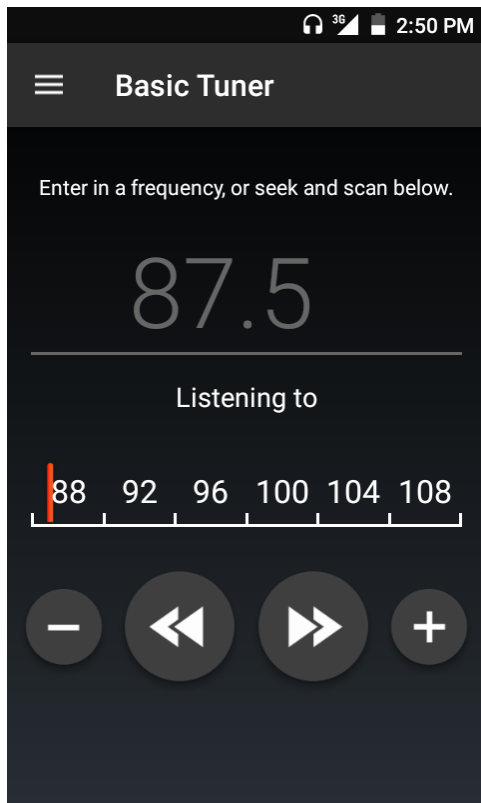 3G 2:50 PM
Basic Tuner
Enter in a frequency, or seek and scan below.
87.5
Listening to
88 92 96 100 104 108